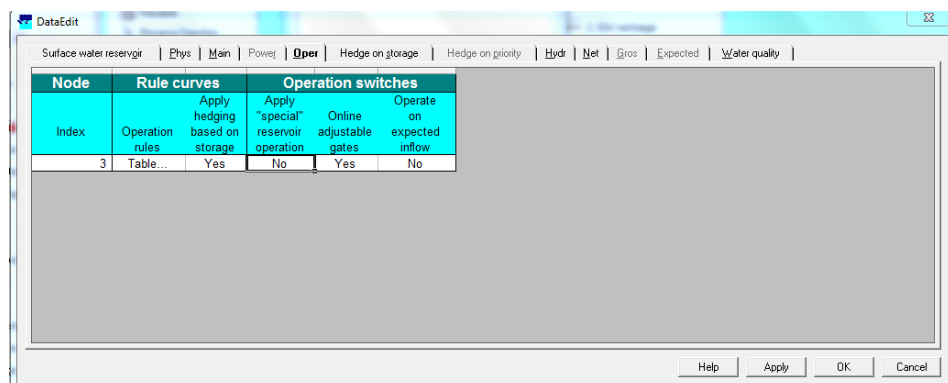 DataEdit
Surface water reservoir | Phys | Main | Power | Oper | Hedge on storage | Hedge on priority | Hydr | Net | Gros | Expected | Water quality
Node Rule curves Operation switches
Index
Operation
rules
Apply
hedging
based on
storage
Apply
"special"
reservoir
operation
Online
adjustable
gates
Operate
on
expected
inflow
3 Table... Yes No Yes No
Help Apply OK Cancel